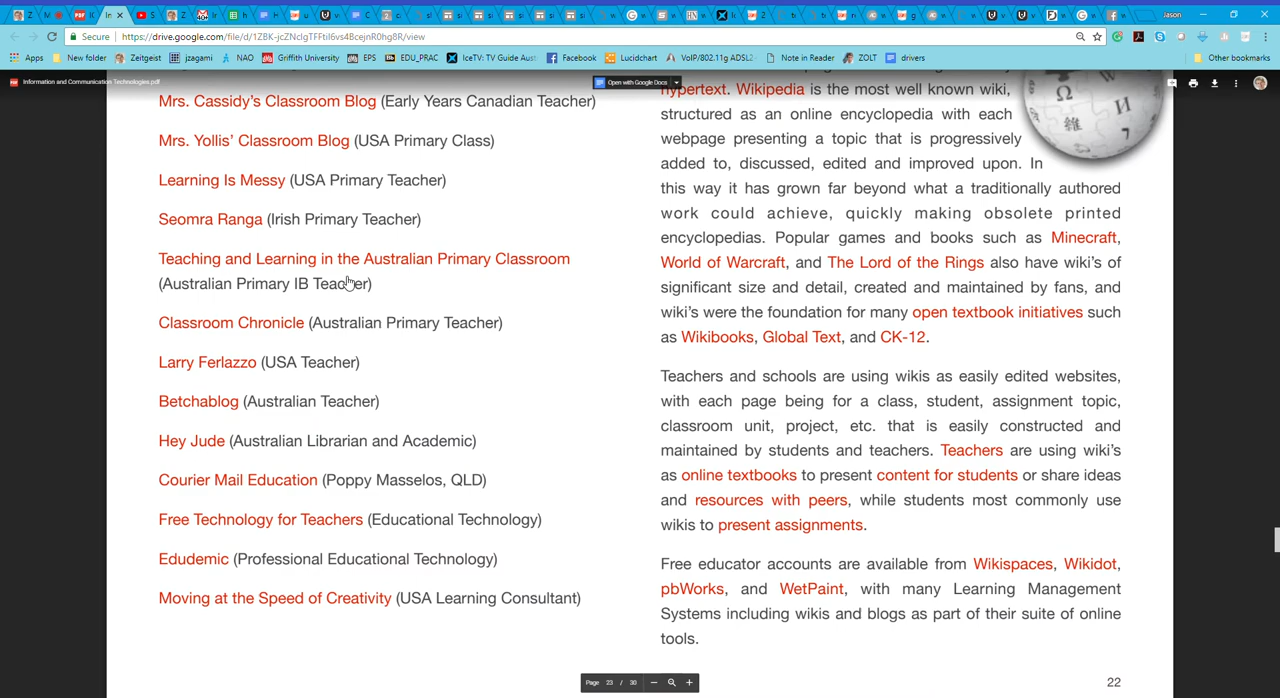 Jason
Secure
https://drive.google.com/file/d/1ZBK-jcZNclgTFFtil6vs4BcejnR0hg8R/view
Apps
New folder
Zeitgeist
jzagami
NAO
Griffith University
EPS
EDU_PRAC
IceTV: TV Guide Aus
Facebook
Lucidchart
VoIP/802.11g ADSL2
Note in Reader
ZOLT
drivers
Other bookmarks
Information and Communication Technologies.pdf
Open with Google Docs
Mrs. Cassidy's Classroom Blog (Early Years Canadian Teacher)
Mrs. Yollis' Classroom Blog (USA Primary Class)
Learning Is Messy (USA Primary Teacher)
Seomra Ranga (Irish Primary Teacher)
Teaching and Learning in the Australian Primary Classroom
(Australian Primary IB Teacher)
Classroom Chronicle (Australian Primary Teacher)
Larry Ferlazzo (USA Teacher)
Betchablog (Australian Teacher)
Hey Jude (Australian Librarian and Academic)
Courier Mail Education (Poppy Masselos, QLD)
Free Technology for Teachers (Educational Technology)
Edudemic (Professional Educational Technology)
Moving at the Speed of Creativity (USA Learning Consultant)
hypertext. Wikipedia is the most well known wiki,
structured as an online encyclopedia with each
webpage presenting a topic that is progressively
added to, discussed, edited and improved upon. In
this way it has grown far beyond what a traditionally authored
work could achieve, quickly making obsolete printed
encyclopedias. Popular games and books such as Minecraft,
World of Warcraft, and The Lord of the Rings also have wiki's of
significant size and detail, created and maintained by fans, and
wiki's were the foundation for many open textbook initiatives such
as Wikibooks, Global Text, and CK-12.
Teachers and schools are using wikis as easily edited websites,
with each page being for a class, student, assignment topic,
classroom unit, project, etc. that is easily constructed and
maintained by students and teachers. Teachers are using wiki's
as online textbooks to present content for students or share ideas
and resources with peers, while students most commonly use
wikis to present assignments.
Free educator accounts are available from Wikispaces, Wikidot,
pbWorks, and WetPaint, with many Learning Management
Systems including wikis and blogs as part of their suite of online
tools.
22
Page 23 / 30